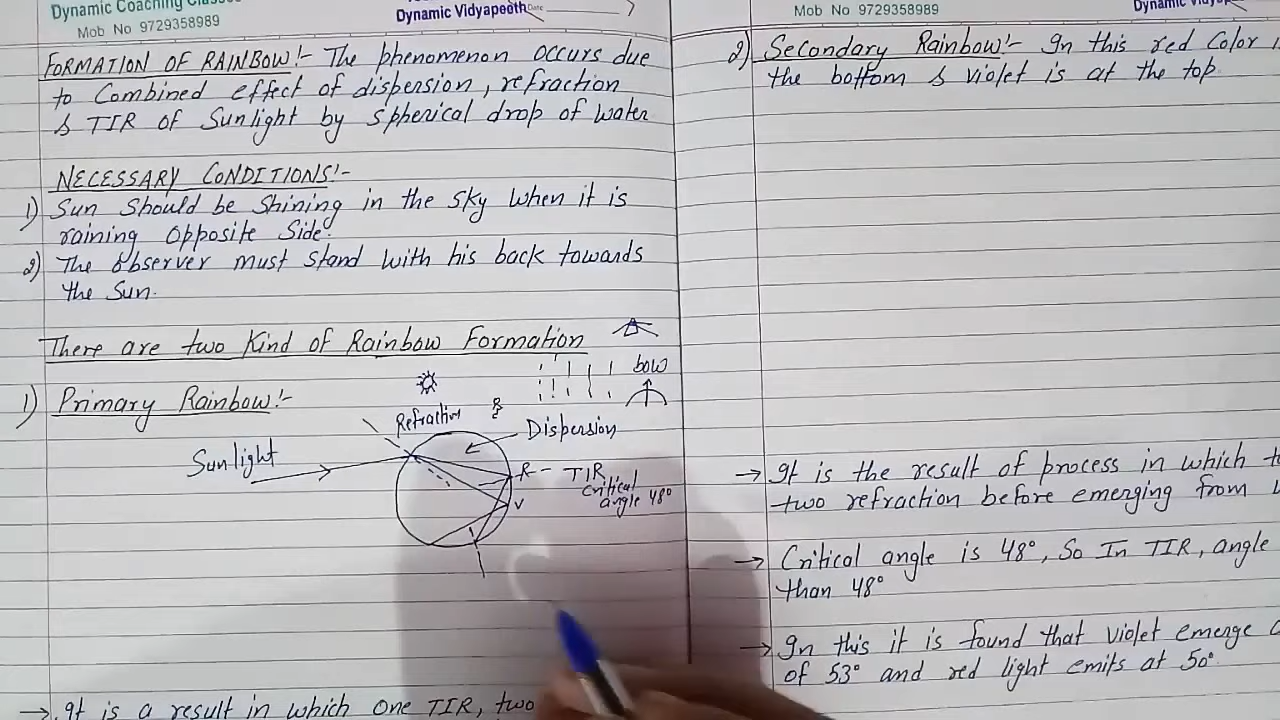 Dynamic Coaching Classes
Mob No 9729358989
Dynamic Vidyapeeth Date
FORMATION OF RAINBOW:- The phenomenon occurs due
to Combined effect of dispension, refraction
& TIR of Sunlight by spherical drop of water
NECESSARY CONDITIONS:-
1) Sun should be shining in the sky when it is
raining opposite side.
2) The observer must stand with his back towards
the Sun.
There are two Kind of Rainbow Formation
bow
1) Primary Rainbow:-
Refraction
Dispersion
Sunlight
R - TIR
critical
angle 48°
V
→ It is a result in which one TIR, two
Mob No 9729358989
Dynamic
2) Secondary Rainbow:- In this red Color
the bottom & violet is at the top.
→ It is the result of process in which
two refraction before emerging from
→ Critical angle is 48°, So In TIR, angle
than 48°
→ In this it is found that violet emerge
of 53° and red light emits at 50°.